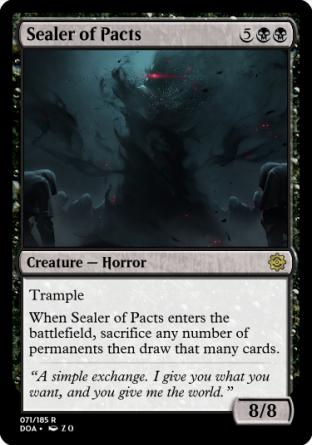 Sealer of Pacts 5
Creature — Horror
Trample
When Sealer of Pacts enters the
battlefield, sacrifice any number of
permanents then draw that many cards.
“A simple exchange. I give you what you
want, and you give me the world.”
8/8
071/185 R
DOA • ZO